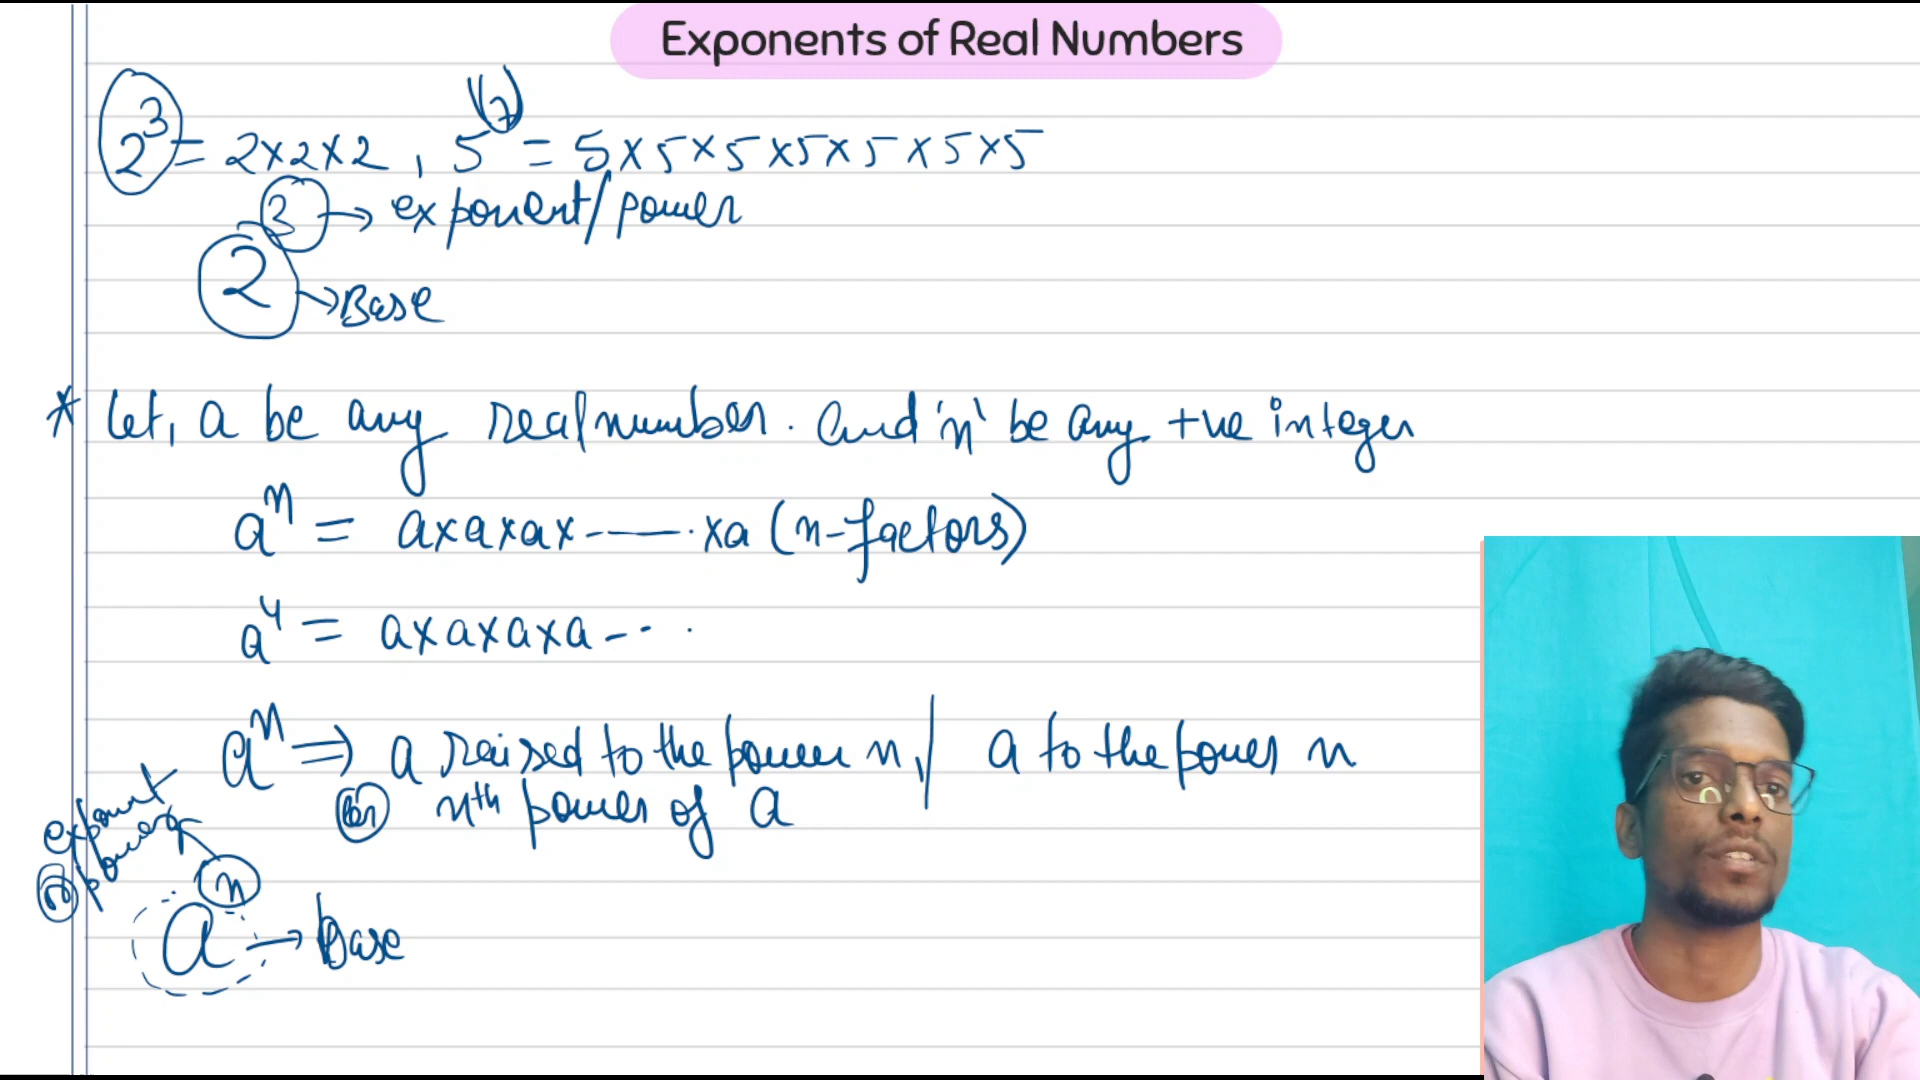 Exponents of Real Numbers
2³ = 2×2×2 , 5⁷ = 5×5×5×5×5×5×5
3 → exponent/power
2 → Base
* let, a be any real number. and 'n' be any +ve integer
aⁿ = a×a×a×-——-·×a (n-factors)
a⁴ = a×a×a×a-·· ·
aⁿ ⇒ a raised to the power n, / a to the power n
(or) nth power of a
exponent
(or) power
n
a → Base